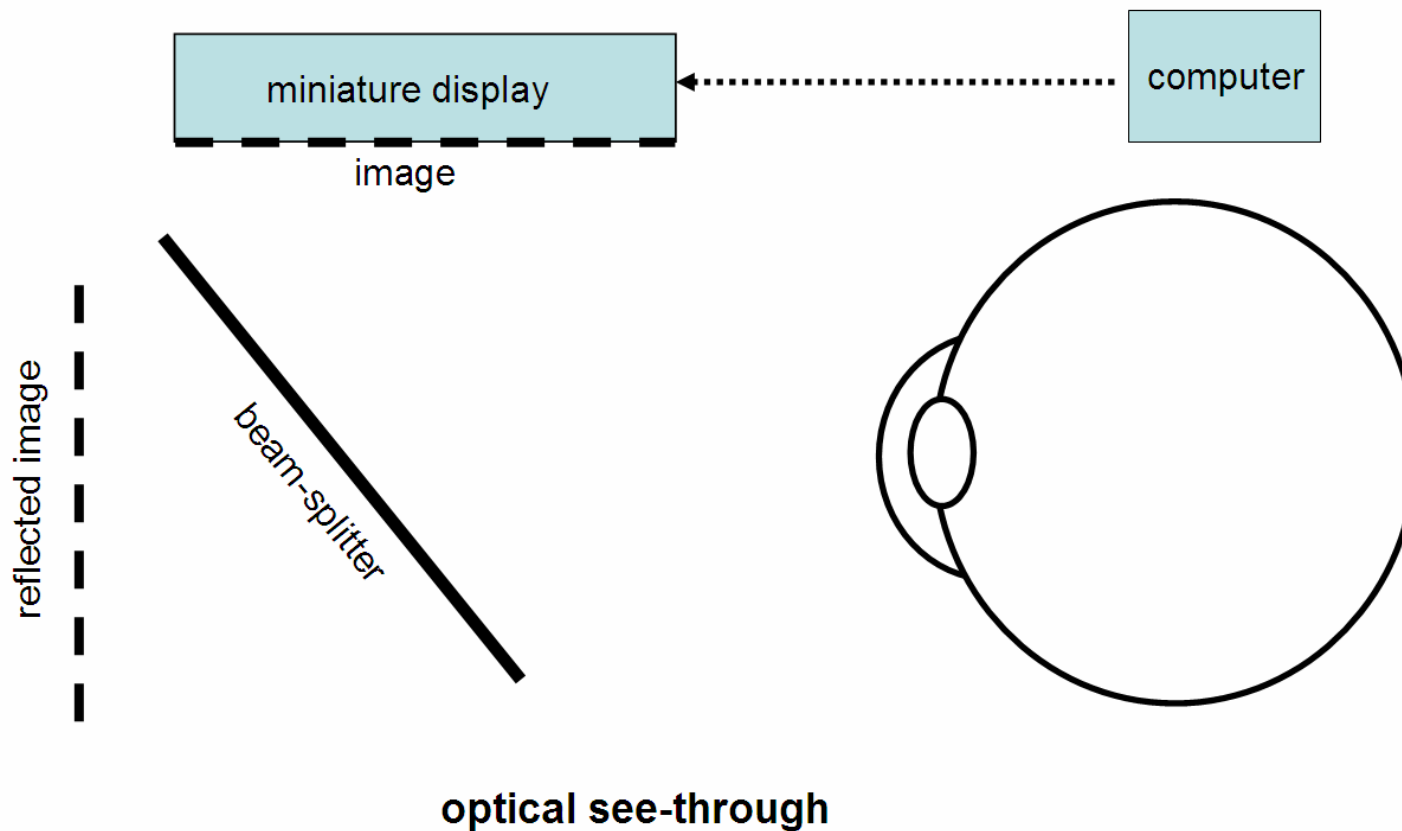 miniature display
computer
image
reflected image
beam-splitter
optical see-through